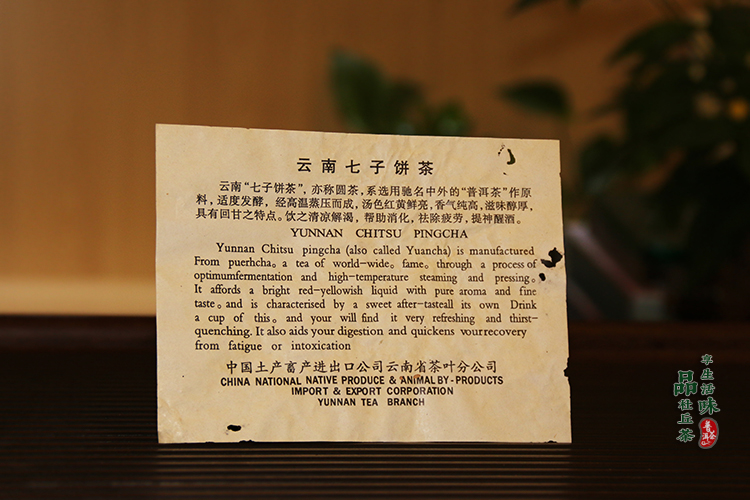 云南七子饼茶
云南“七子饼茶”，亦称圆茶，系选用驰名中外的“普洱茶”作原
料，适度发酵，经高温蒸压而成，汤色红黄鲜亮，香气纯高，滋味醇厚，
具有回甘之特点。饮之清凉解渴，帮助消化，祛除疲劳，提神醒酒。
YUNNAN CHITSU PINGCHA
Yunnan Chitsu pingcha (also called Yuancha) is manufactured
From puerhcha。a tea of world-wide。fame。through a process of
optimumfermentation and high-temperature steaming and pressing。
It affords a bright red-yellowish liquid with pure aroma and fine
taste。and is characterised by a sweet after-tasteall its own Drink
a cup of this。and your will find it very refreshing and thirst-
quenching. It also aids your digestion and quickens vourrecovery
from fatigue or intoxication
中国土产畜产进出口公司云南省茶叶分公司
CHINA NATIONAL NATIVE PRODUCE & ANIMAL BY-PRODUCTS
IMPORT & EXPORT CORPORATION
YUNNAN TEA BRANCH
享生活味
品杜丘茶
普洱茶